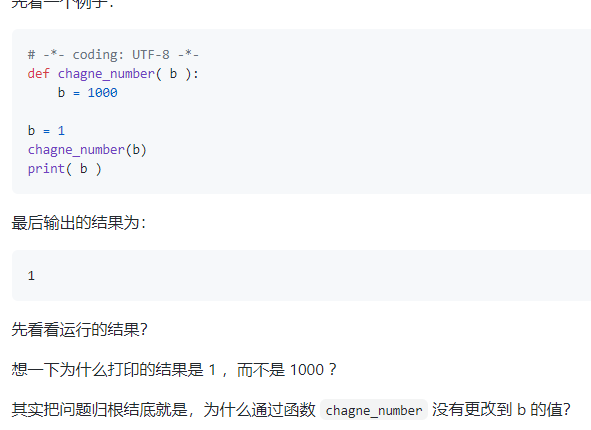 先看一个例子：
# -*- coding: UTF-8 -*-
def chagne_number( b ):
    b = 1000
b = 1
chagne_number(b)
print( b )
最后输出的结果为：
1
先看看运行的结果？
想一下为什么打印的结果是 1 ，而不是 1000 ？
其实把问题归根结底就是，为什么通过函数 chagne_number 没有更改到 b 的值？